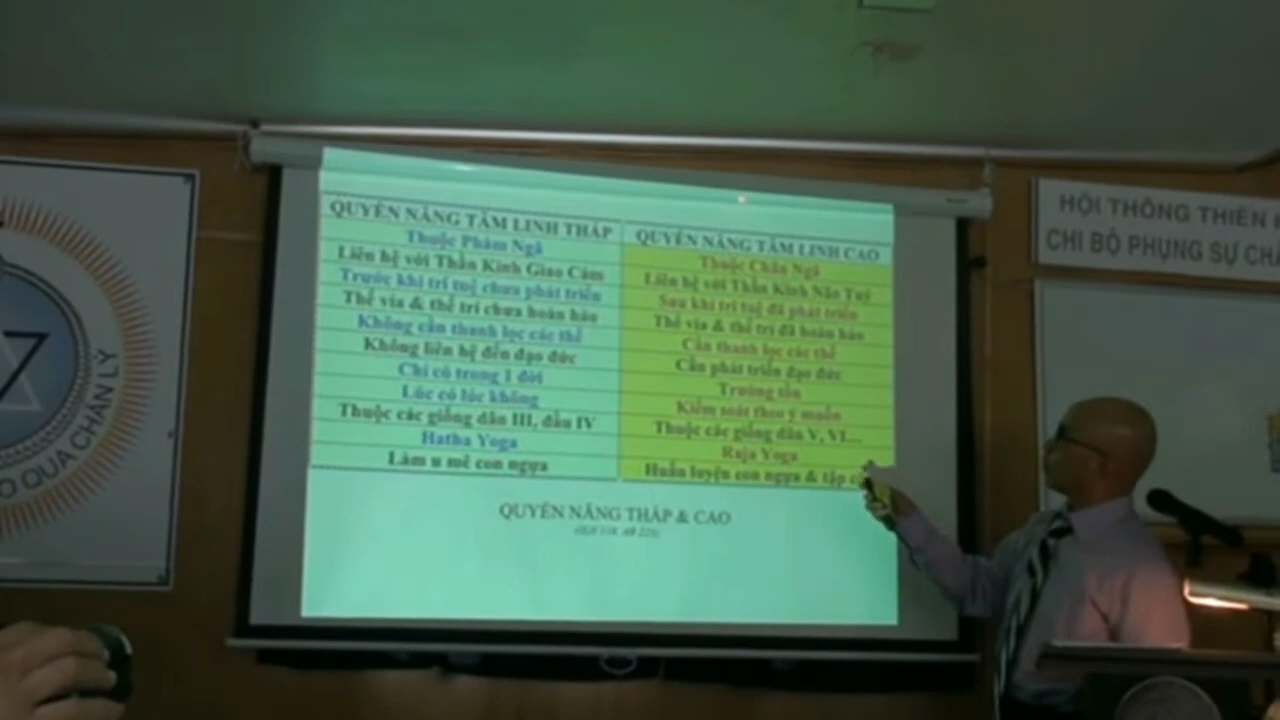 QUYỀN NĂNG TÂM LINH THẤP
Thuộc Phàm Ngã
Liên hệ với Thần Kinh Giao Cảm
Trước khi trí tuệ chưa phát triển
Thể vía & thể trí chưa hoàn hảo
Không cần thanh lọc các thể
Không liên hệ đến đạo đức
Chỉ có trong 1 đời
Lúc có lúc không
Thuộc các giống dân III, đầu IV
Hatha Yoga
Làm u mê con ngựa
QUYỀN NĂNG TÂM LINH CAO
Thuộc Chân Ngã
Liên hệ với Thần Kinh Não Tuỷ
Sau khi trí tuệ đã phát triển
Thể vía & thể trí đã hoàn hảo
Cần thanh lọc các thể
Cần phát triển đạo đức
Trường tồn
Kiểm soát theo ý muốn
Thuộc các giống dân V, VI...
Raja Yoga
Huấn luyện con ngựa & tập
QUYỀN NĂNG THẤP & CAO
HỘI THÔNG THIÊN
CHI BỘ PHỤNG SỰ
QUA CHÂN LÝ